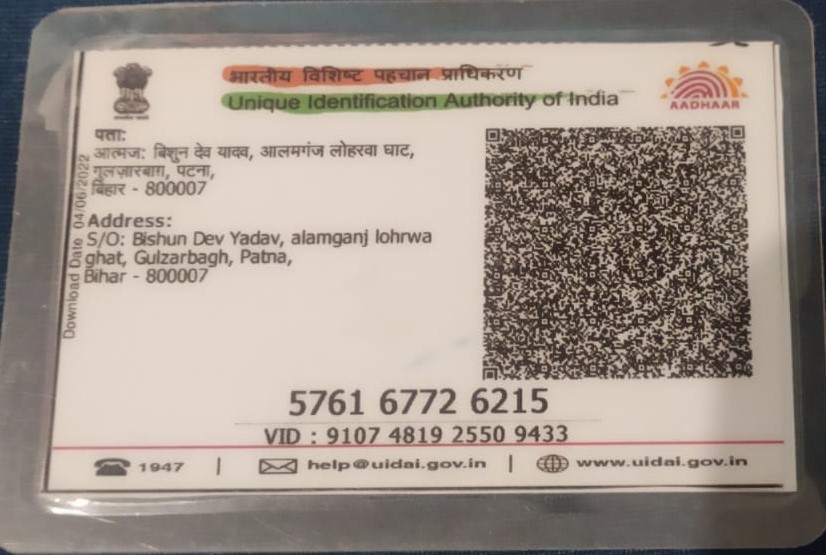 भारतीय विशिष्ट पहचान प्राधिकरण
Unique Identification Authority of India
AADHAAR
पता:
आत्मज: बिशुन देव यादव, आलमगंज लोहरवा घाट,
गुलज़ारबाग़, पटना,
बिहार - 800007
Address:
S/O: Bishun Dev Yadav, alamganj lohrwa
ghat, Gulzarbagh, Patna,
Bihar - 800007
Download Date 04/06/2022
5761 6772 6215
VID : 9107 4819 2550 9433
1947 | help@uidai.gov.in | www.uidai.gov.in